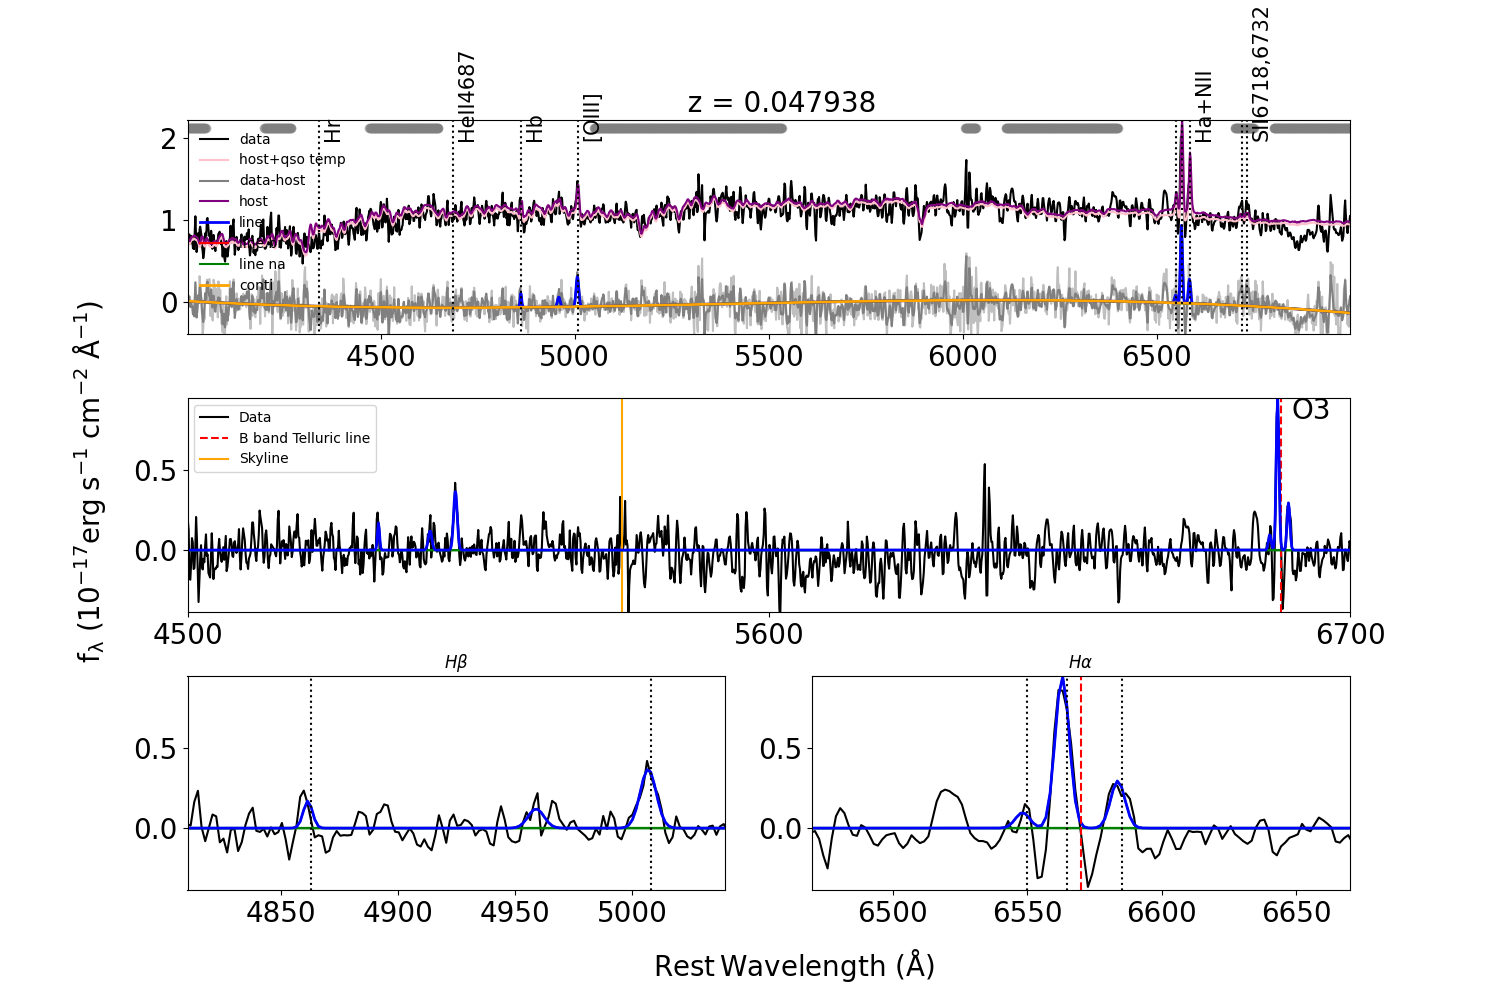 z = 0.047938
Hr
HeII4687
Hb
[OIII]
Ha+NII
SII6718,6732
data
host+qso temp
data-host
host
line
line na
conti
2
1
0
4500
5000
5500
6000
6500
fλ (10⁻¹⁷erg s⁻¹ cm⁻² Å⁻¹)
Data
B band Telluric line
Skyline
O3
0.5
0.0
4500
5600
6700
Hβ
0.5
0.0
4850
4900
4950
5000
Hα
0.5
0.0
6500
6550
6600
6650
Rest Wavelength (Å)